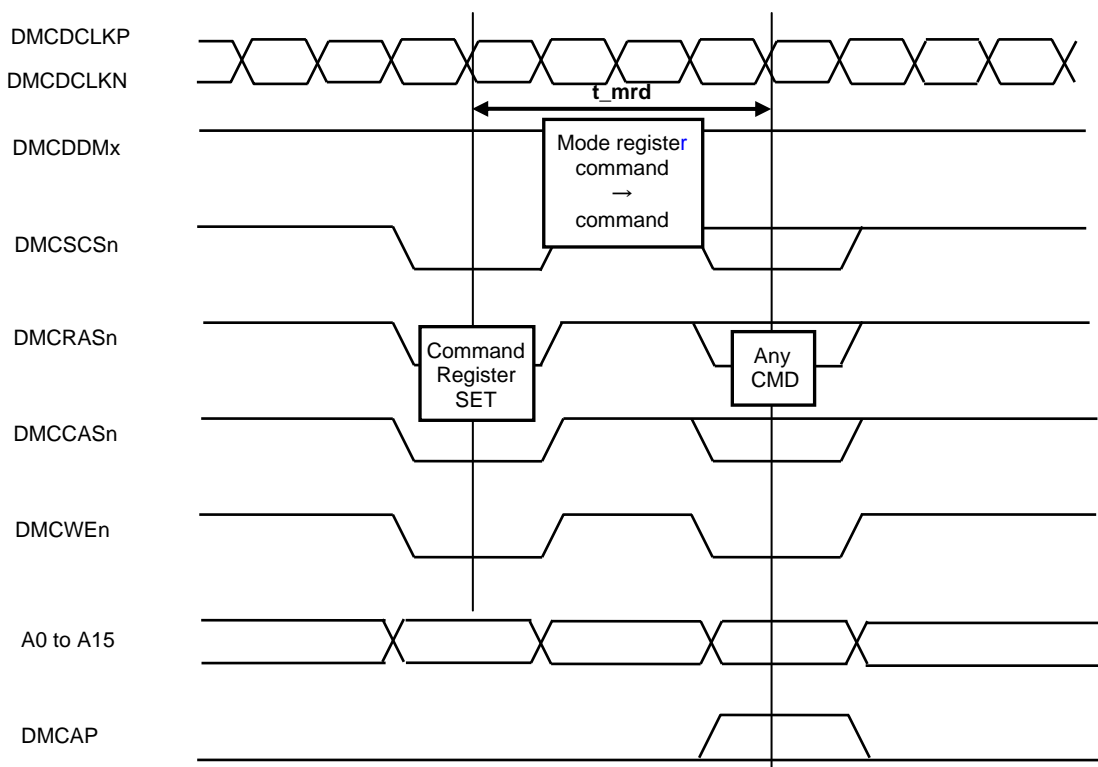 DMCDCLKP
DMCDCLKN
t_mrd
DMCDDMx
Mode register
command
→
command
DMCSCSn
DMCRASn
Command
Register
SET
Any
CMD
DMCCASn
DMCWEn
A0 to A15
DMCAP